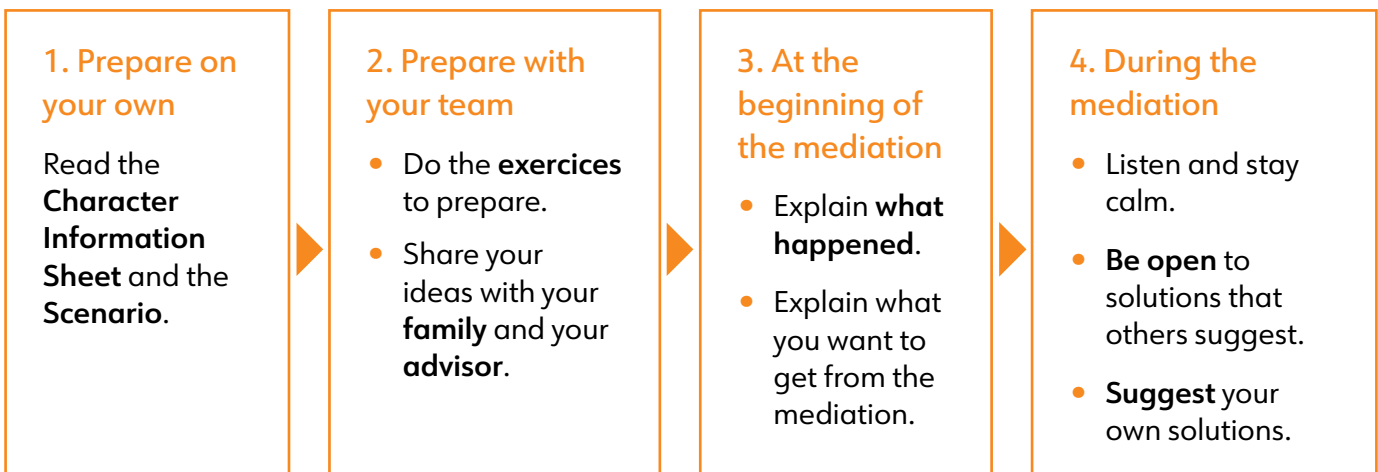 1. Prepare on
your own
Read the
Character
Information
Sheet and the
Scenario.
2. Prepare with
your team
• Do the exercices
to prepare.
• Share your
ideas with your
family and your
advisor.
3. At the
beginning of
the mediation
• Explain what
happened.
• Explain what
you want to
get from the
mediation.
4. During the
mediation
• Listen and stay
calm.
• Be open to
solutions that
others suggest.
• Suggest your
own solutions.